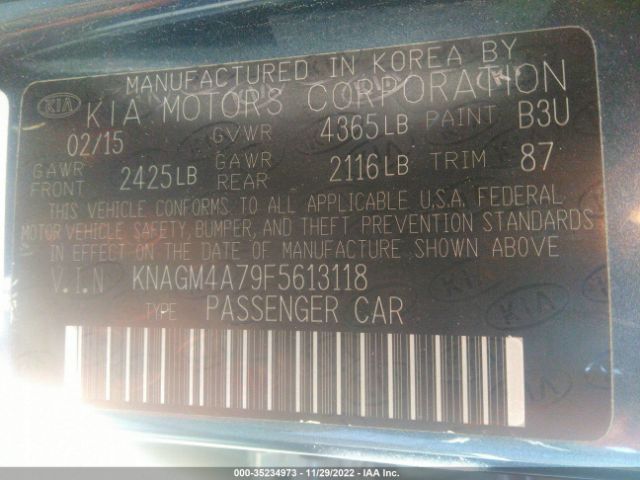 MANUFACTURED IN KOREA BY
KIA KIA MOTORS CORPORATION
02/15 GVWR 4365LB PAINT B3U
GAWR FRONT 2425LB GAWR REAR 2116LB TRIM 87
THIS VEHICLE CONFORMS TO ALL APPLICABLE U.S.A. FEDERAL
MOTOR VEHICLE SAFETY, BUMPER, AND THEFT PREVENTION STANDARDS
IN EFFECT ON THE DATE OF MANUFACTURE SHOWN ABOVE
V.I.N KNAGM4A79F5613118
TYPE PASSENGER CAR
000-35234973 - 11/29/2022 - IAA Inc.